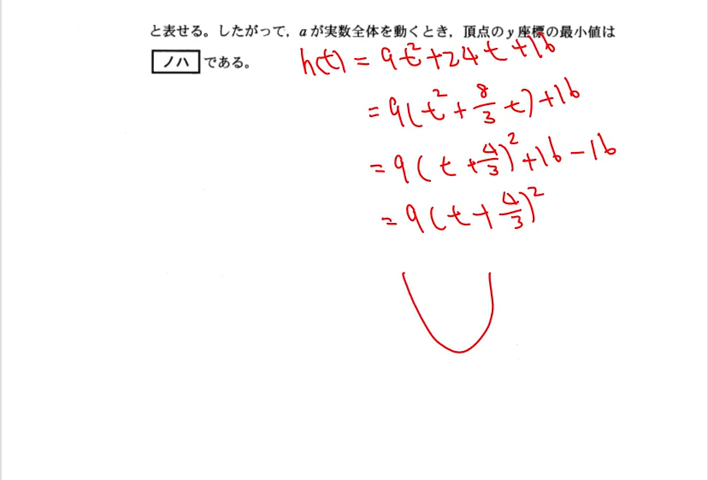 と表せる。したがって，aが実数全体を動くとき，頂点のy座標の最小値は
ノハ である。
h(t) = 9t²+24t+16
= 9(t²+8/3 t)+16
= 9(t+4/3)²+16-16
= 9(t+4/3)²